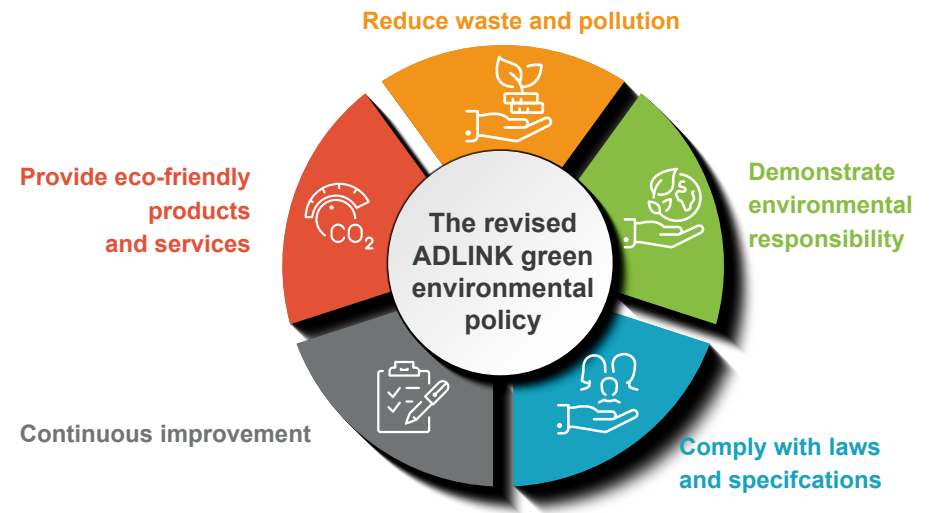 Reduce waste and pollution
Provide eco-friendly
products
and services
CO₂
The revised
ADLINK green
environmental
policy
Demonstrate
environmental
responsibility
Continuous improvement
Comply with laws
and specifcations